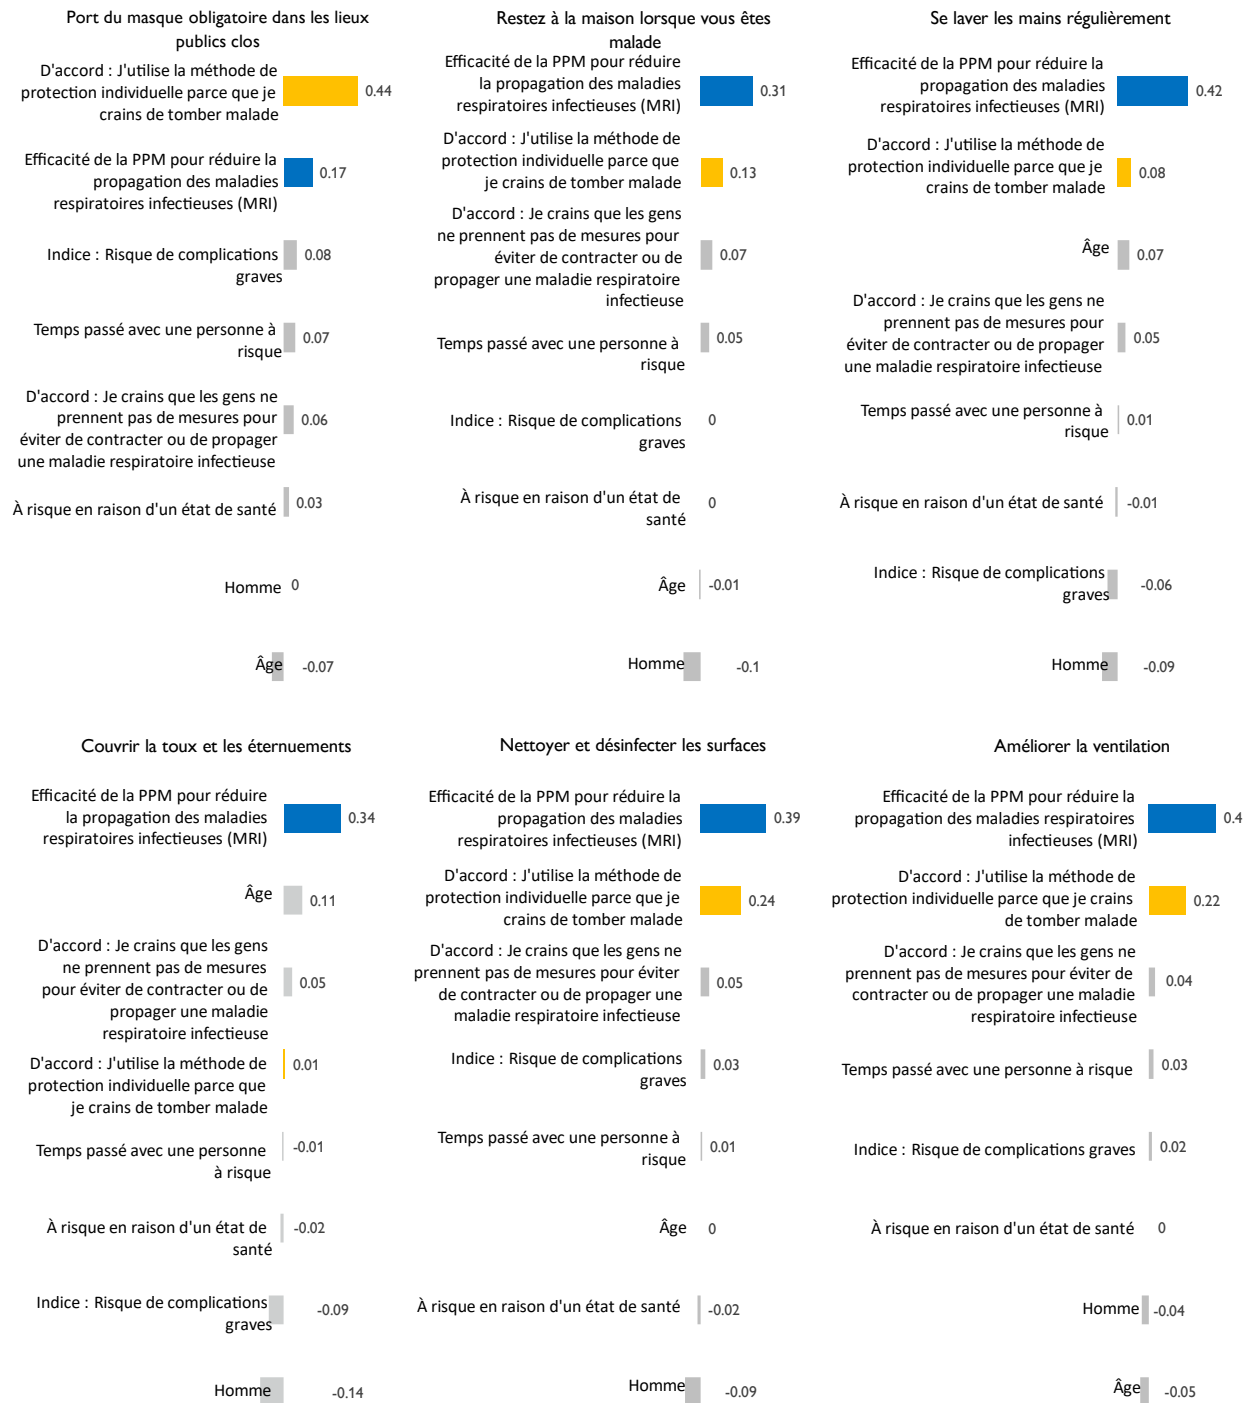 Port du masque obligatoire dans les lieux
publics clos
D'accord : J'utilise la méthode de
protection individuelle parce que je
crains de tomber malade
0.44
Efficacité de la PPM pour réduire la
propagation des maladies
respiratoires infectieuses (MRI)
0.17
Indice : Risque de complications
graves
0.08
Temps passé avec une personne à
risque
0.07
D'accord : Je crains que les gens ne
prennent pas de mesures pour
éviter de contracter ou de propager
une maladie respiratoire infectieuse
0.06
À risque en raison d'un état de santé
0.03
Homme
0
Âge
-0.07
Restez à la maison lorsque vous êtes
malade
Efficacité de la PPM pour réduire
la propagation des maladies
respiratoires infectieuses (MRI)
0.31
D'accord : J'utilise la méthode de
protection individuelle parce que
je crains de tomber malade
0.13
D'accord : Je crains que les gens
ne prennent pas de mesures pour
éviter de contracter ou de
propager une maladie respiratoire
infectieuse
0.07
Temps passé avec une personne à
risque
0.05
Indice : Risque de complications
graves
0
À risque en raison d'un état de
santé
0
Âge
-0.01
Homme
-0.1
Se laver les mains régulièrement
Efficacité de la PPM pour réduire la
propagation des maladies
respiratoires infectieuses (MRI)
0.42
D'accord : J'utilise la méthode de
protection individuelle parce que je
crains de tomber malade
0.08
Âge
0.07
D'accord : Je crains que les gens ne
prennent pas de mesures pour
éviter de contracter ou de propager
une maladie respiratoire infectieuse
0.05
Temps passé avec une personne à
risque
0.01
À risque en raison d'un état de santé
-0.01
Indice : Risque de complications
graves
-0.06
Homme
-0.09
Couvrir la toux et les éternuements
Efficacité de la PPM pour réduire
la propagation des maladies
respiratoires infectieuses (MRI)
0.34
Âge
0.11
D'accord : Je crains que les gens
ne prennent pas de mesures
pour éviter de contracter ou de
propager une maladie
respiratoire infectieuse
0.05
D'accord : J'utilise la méthode de
protection individuelle parce que
je crains de tomber malade
0.01
Temps passé avec une personne
à risque
-0.01
À risque en raison d'un état de
santé
-0.02
Indice : Risque de complications
graves
-0.09
Homme
-0.14
Nettoyer et désinfecter les surfaces
Efficacité de la PPM pour réduire la
propagation des maladies
respiratoires infectieuses (MRI)
0.39
D'accord : J'utilise la méthode de
protection individuelle parce que je
crains de tomber malade
0.24
D'accord : Je crains que les gens ne
prennent pas de mesures pour éviter
de contracter ou de propager une
maladie respiratoire infectieuse
0.05
Indice : Risque de complications
graves
0.03
Temps passé avec une personne à
risque
0.01
Âge
0
À risque en raison d'un état de santé
-0.02
Homme
-0.09
Améliorer la ventilation
Efficacité de la PPM pour réduire la
propagation des maladies respiratoires
infectieuses (MRI)
0.4
D'accord : J'utilise la méthode de
protection individuelle parce que je crains
de tomber malade
0.22
D'accord : Je crains que les gens ne
prennent pas de mesures pour éviter de
contracter ou de propager une maladie
respiratoire infectieuse
0.04
Temps passé avec une personne à risque
0.03
Indice : Risque de complications graves
0.02
À risque en raison d'un état de santé
0
Homme
-0.04
Âge
-0.05